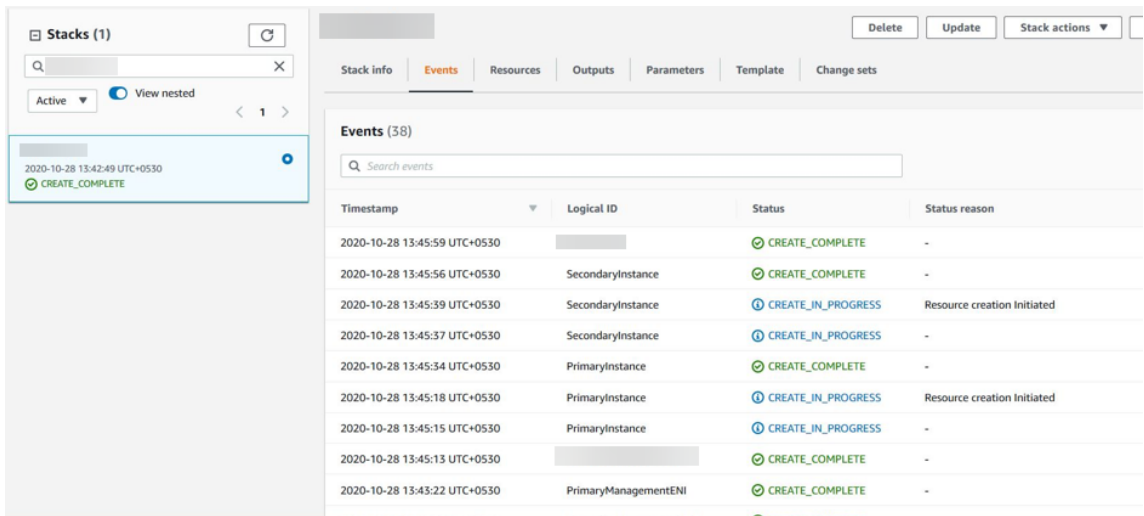 Stacks (1)
Active
View nested
1
2020-10-28 13:42:49 UTC+0530
CREATE_COMPLETE
Delete Update Stack actions
Stack info Events Resources Outputs Parameters Template Change sets
Events (38)
Search events
Timestamp Logical ID Status Status reason
2020-10-28 13:45:59 UTC+0530 CREATE_COMPLETE -
2020-10-28 13:45:56 UTC+0530 SecondaryInstance CREATE_COMPLETE -
2020-10-28 13:45:39 UTC+0530 SecondaryInstance CREATE_IN_PROGRESS Resource creation Initiated
2020-10-28 13:45:37 UTC+0530 SecondaryInstance CREATE_IN_PROGRESS -
2020-10-28 13:45:34 UTC+0530 PrimaryInstance CREATE_COMPLETE -
2020-10-28 13:45:18 UTC+0530 PrimaryInstance CREATE_IN_PROGRESS Resource creation Initiated
2020-10-28 13:45:15 UTC+0530 PrimaryInstance CREATE_IN_PROGRESS -
2020-10-28 13:45:13 UTC+0530 CREATE_COMPLETE -
2020-10-28 13:43:22 UTC+0530 PrimaryManagementENI CREATE_COMPLETE -